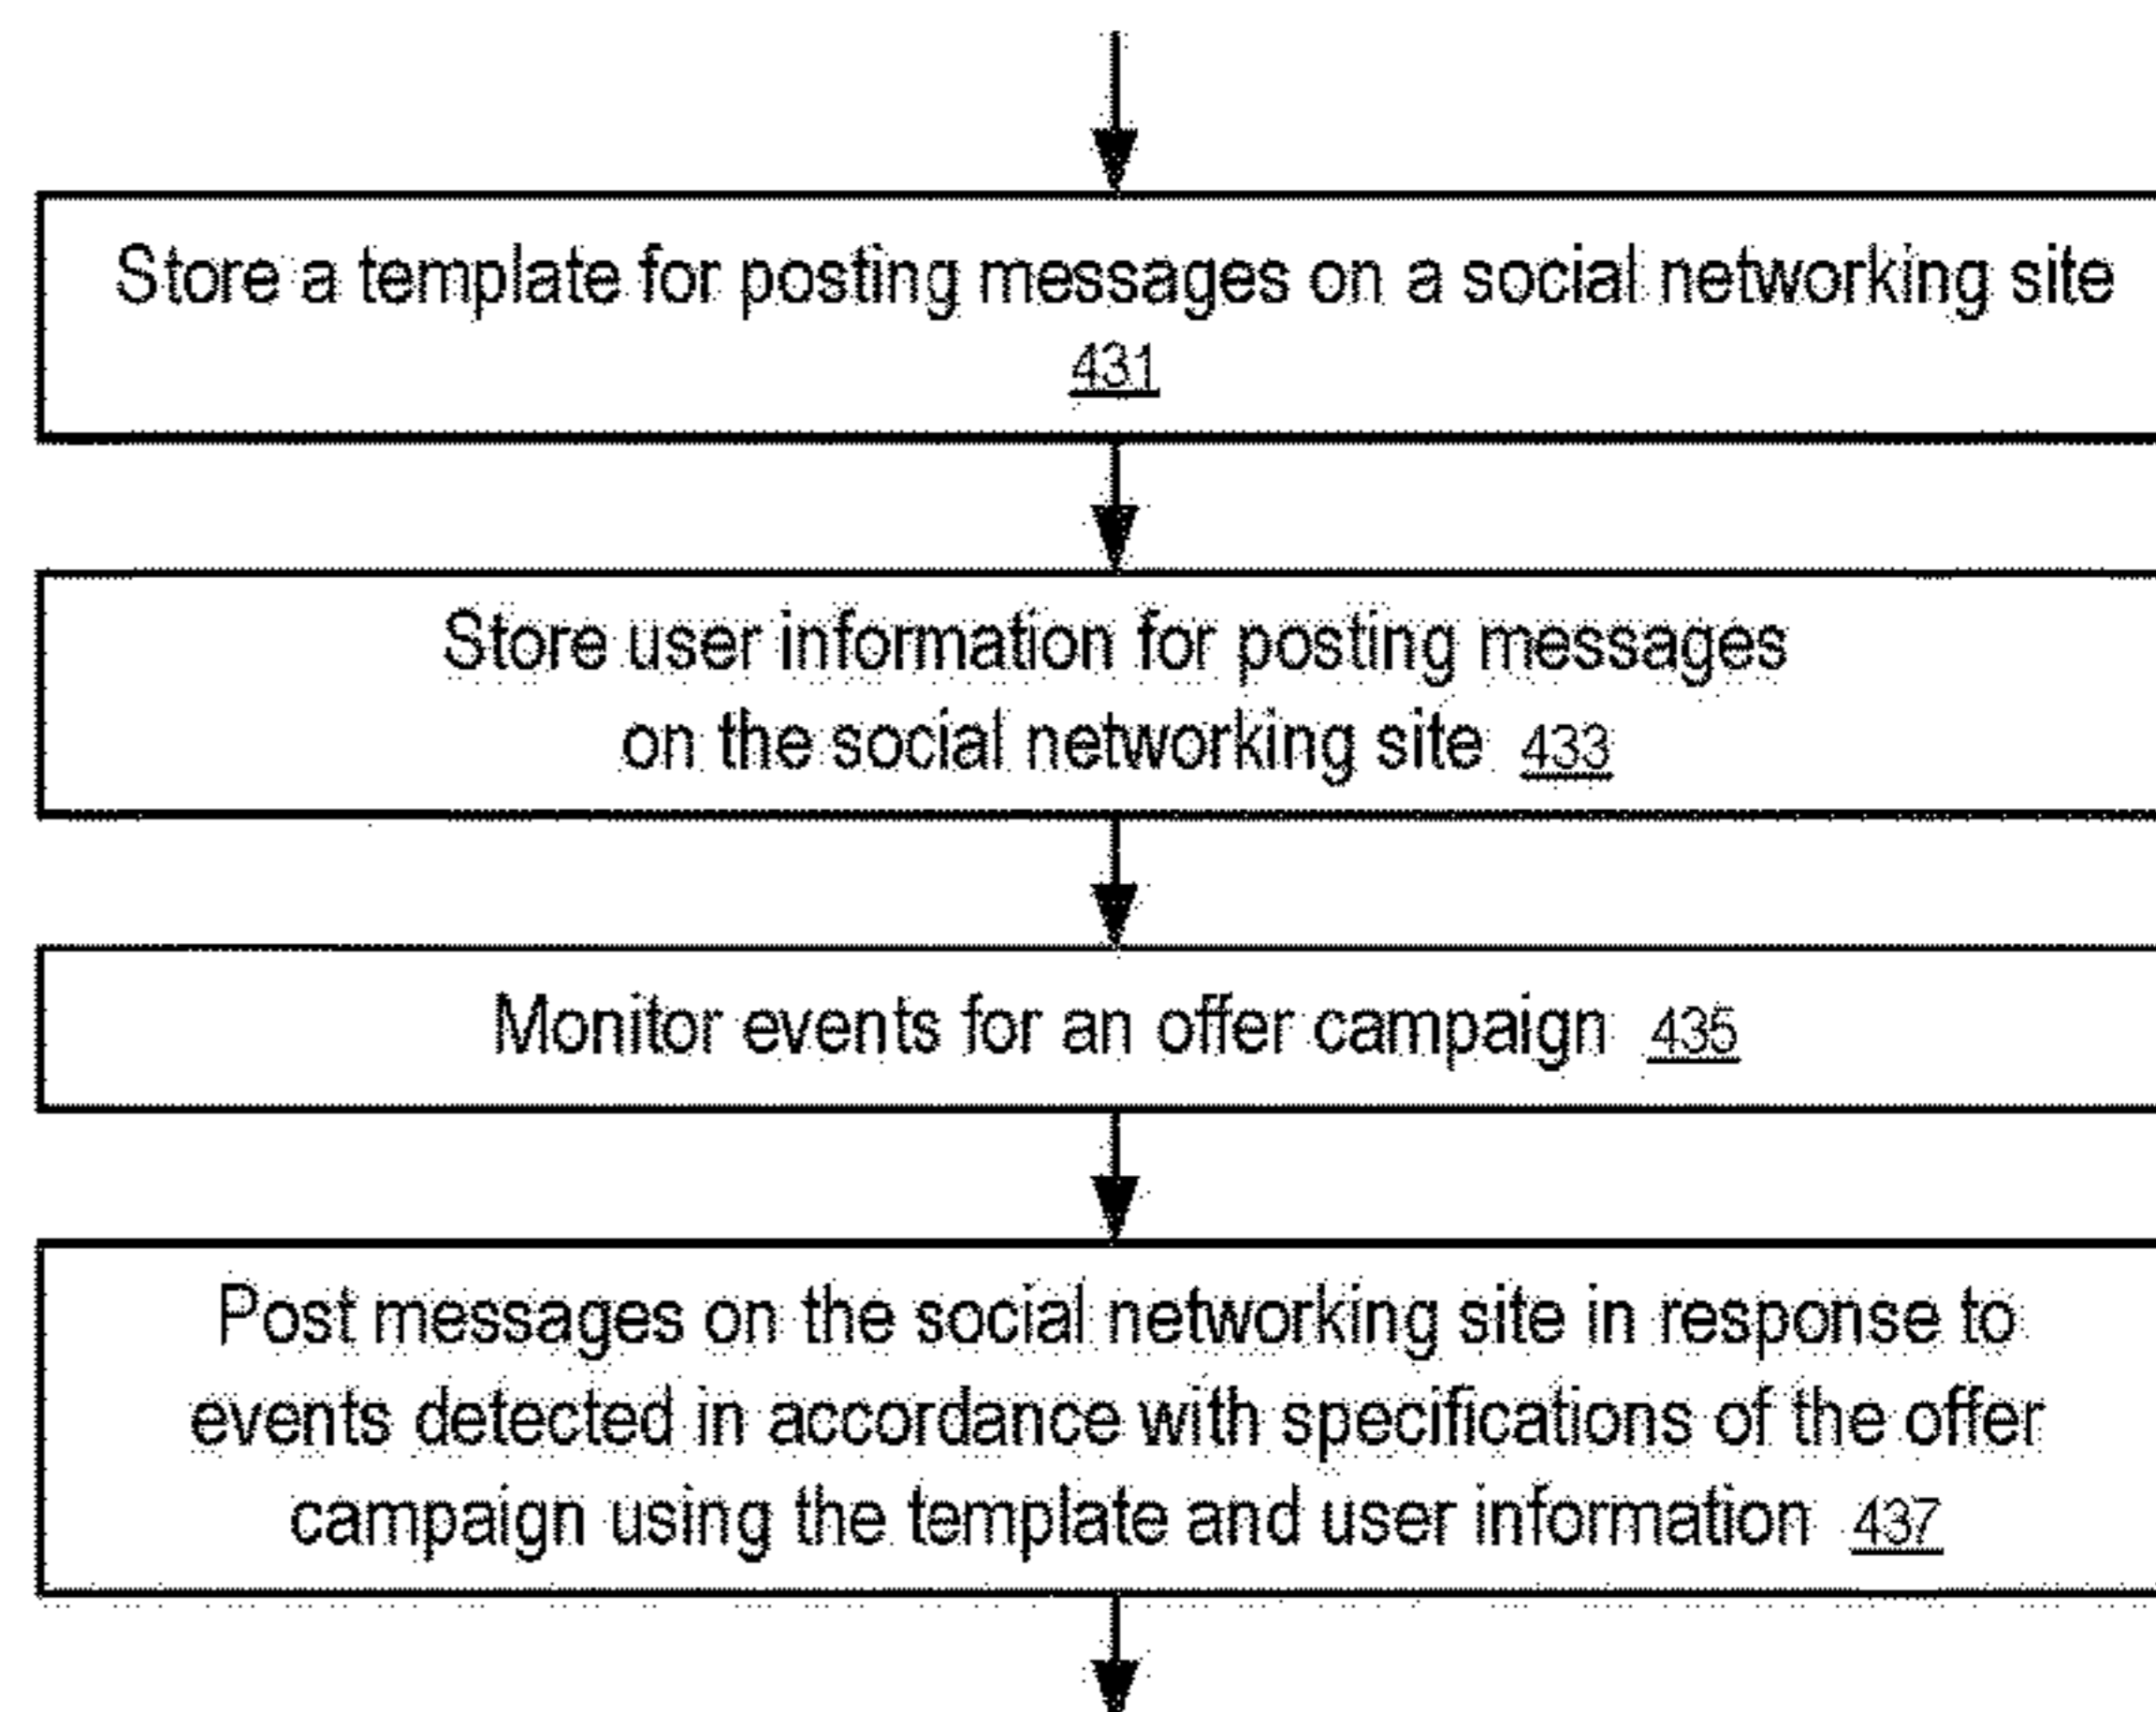 Store a template for posting messages on a social networking site
431
Store user information for posting messages
on the social networking site 433
Monitor events for an offer campaign 435
Post messages on the social networking site in response to
events detected in accordance with specifications of the offer
campaign using the template and user information 437